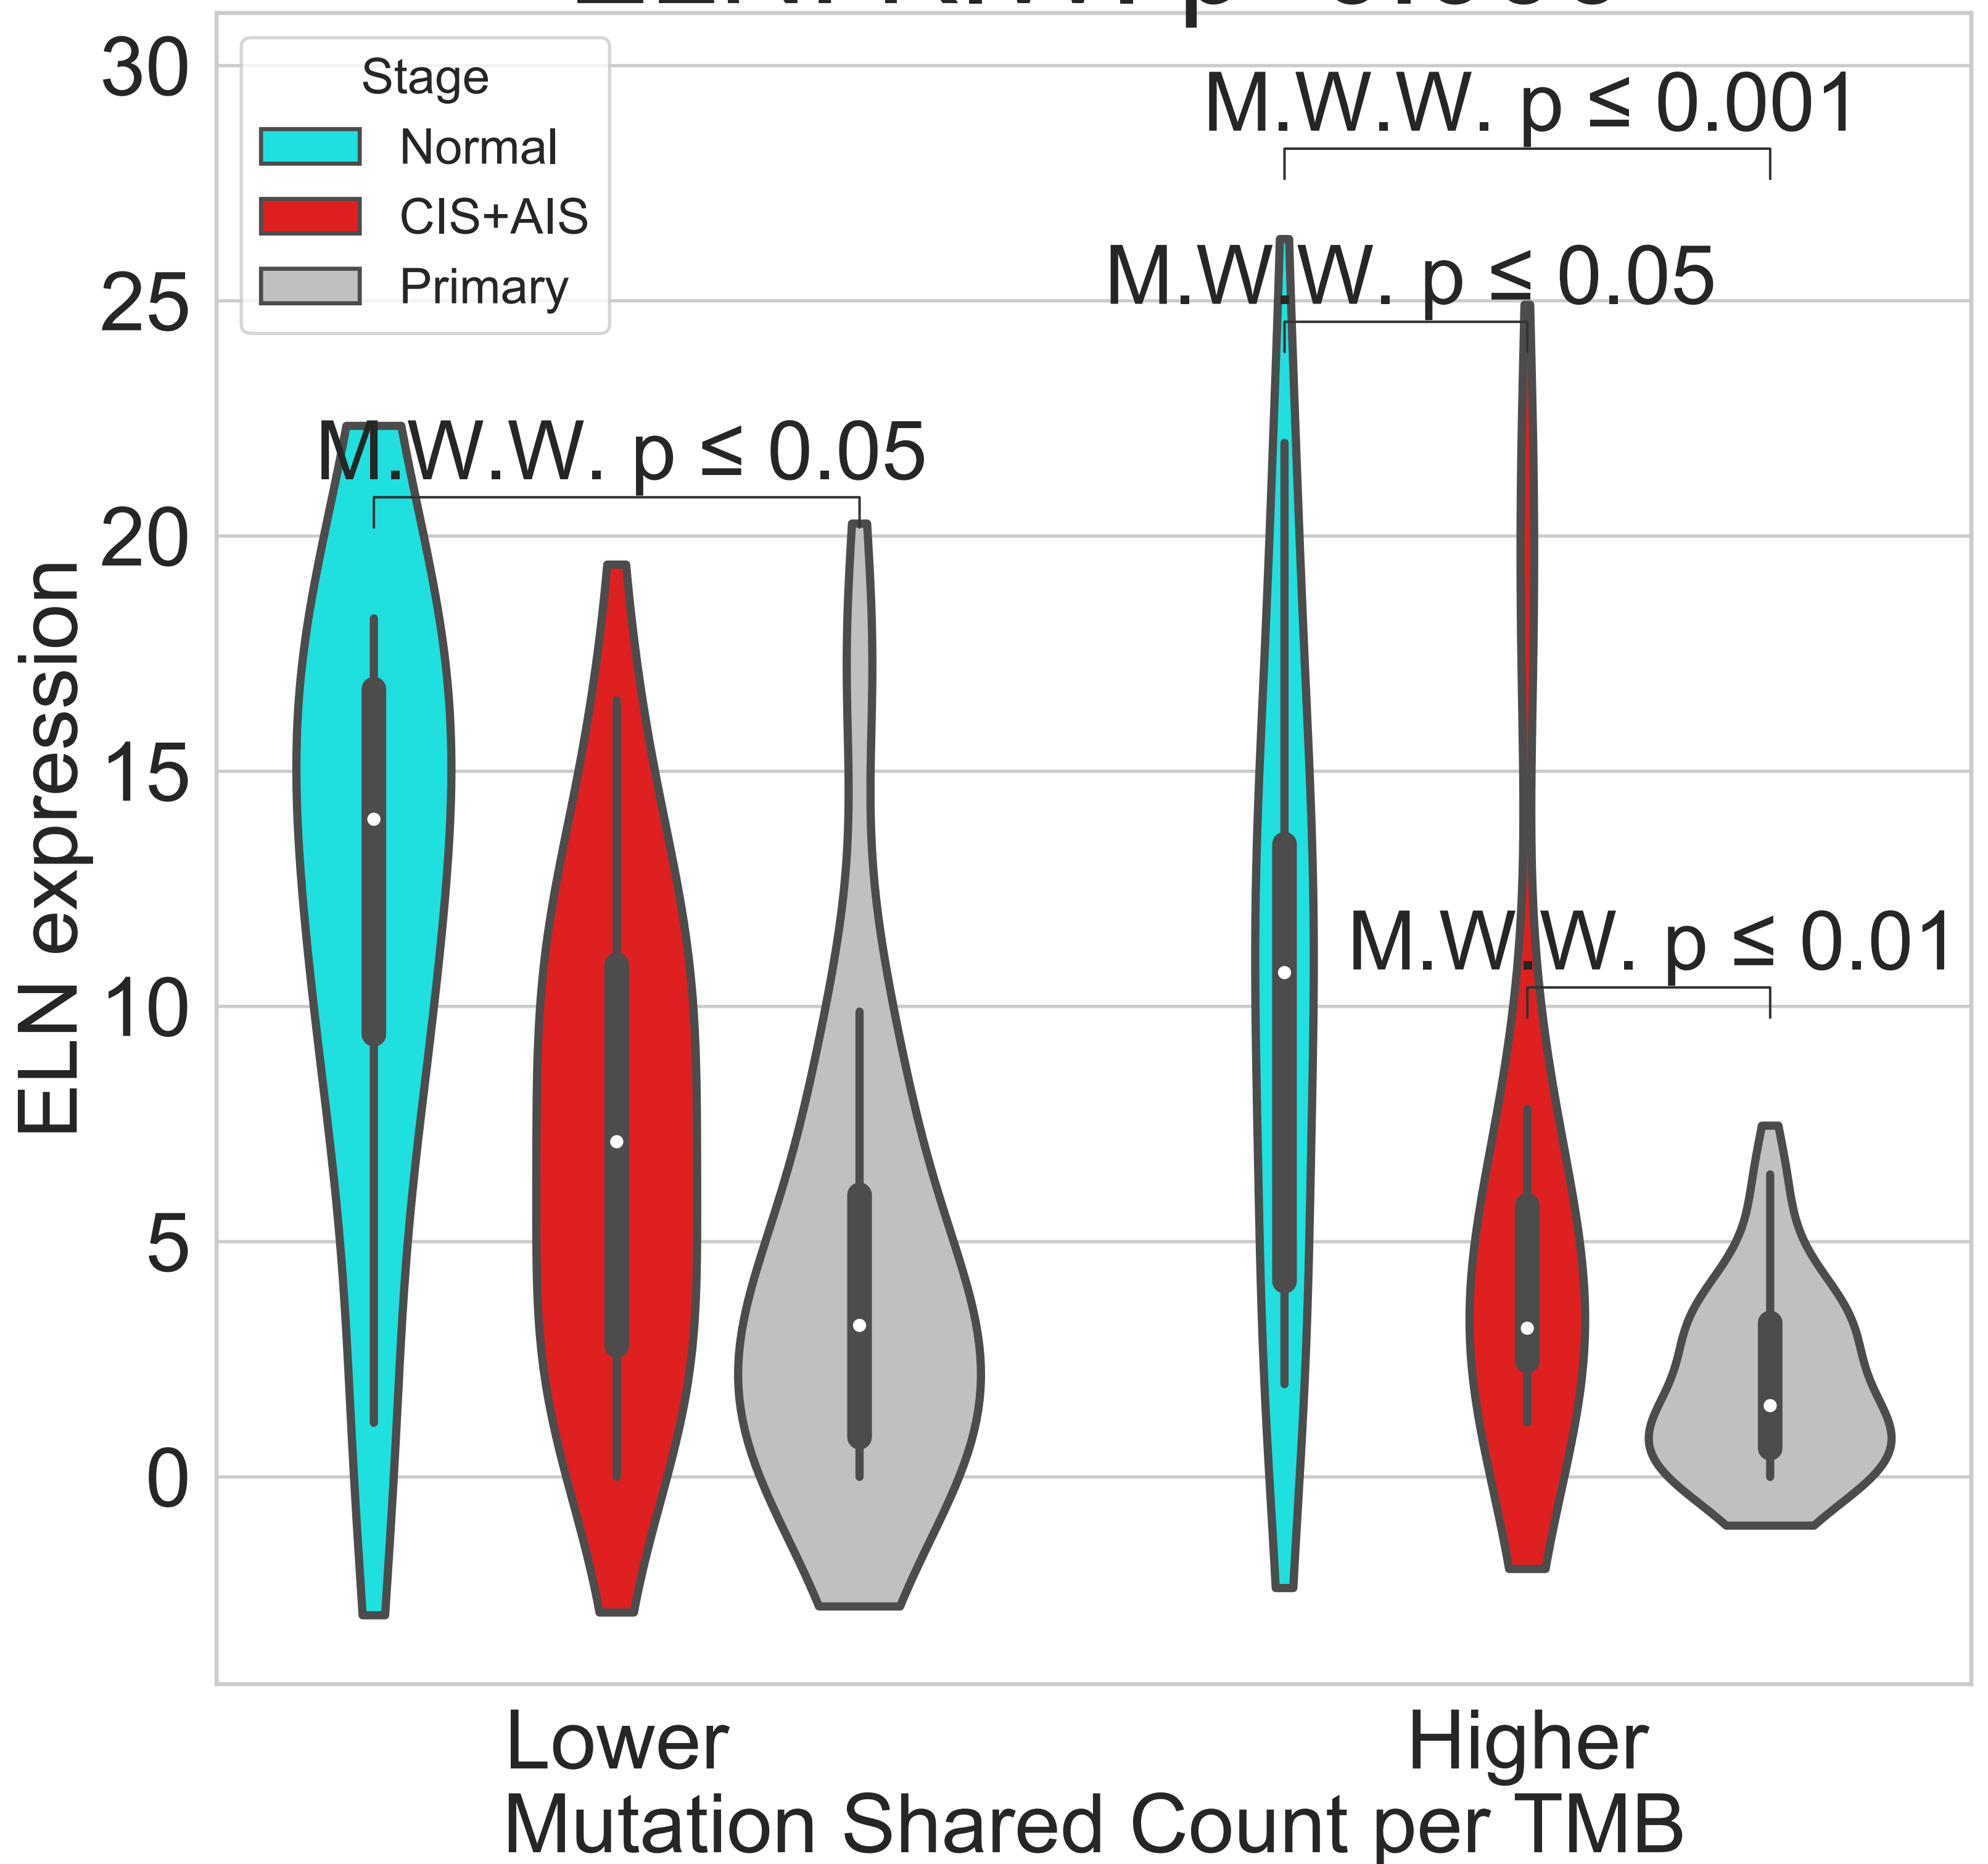 30
25
20
15
10
5
0
ELN expression
Stage
Normal
CIS+AIS
Primary
M.W.W. p ≤ 0.001
M.W.W. p ≤ 0.05
M.W.W. p ≤ 0.05
M.W.W. p ≤ 0.01
Lower
Higher
Mutation Shared Count per TMB